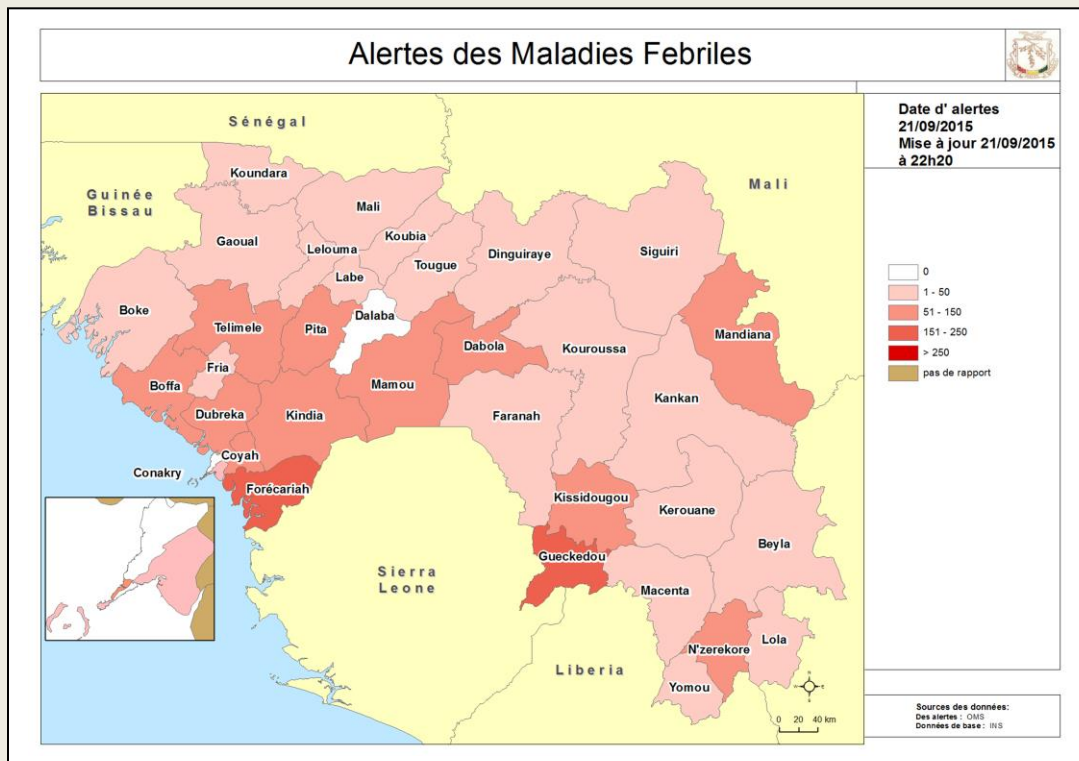 Alertes des Maladies Febriles
Date d' alertes
21/09/2015
Mise à jour 21/09/2015
à 22h20
Sénégal
Guinée
Bissau
Mali
Koundara
Mali
Gaoual
Koubia
Lelouma
Tougue
Dinguiraye
Siguiri
Labe
Boke
Telimele
Pita
Dalaba
Dabola
Mandiana
Kouroussa
Fria
Boffa
Mamou
Kankan
Dubreka
Kindia
Faranah
Coyah
Conakry
Forécariah
Kissidougou
Kerouane
Beyla
Gueckedou
Sierra
Leone
Macenta
Lola
N'zerekore
Liberia
Yomou
0
1 - 50
51 - 150
151 - 250
> 250
pas de rapport
0 20 40 km
Sources des données:
Des alertes : OMS
Données de base : INS